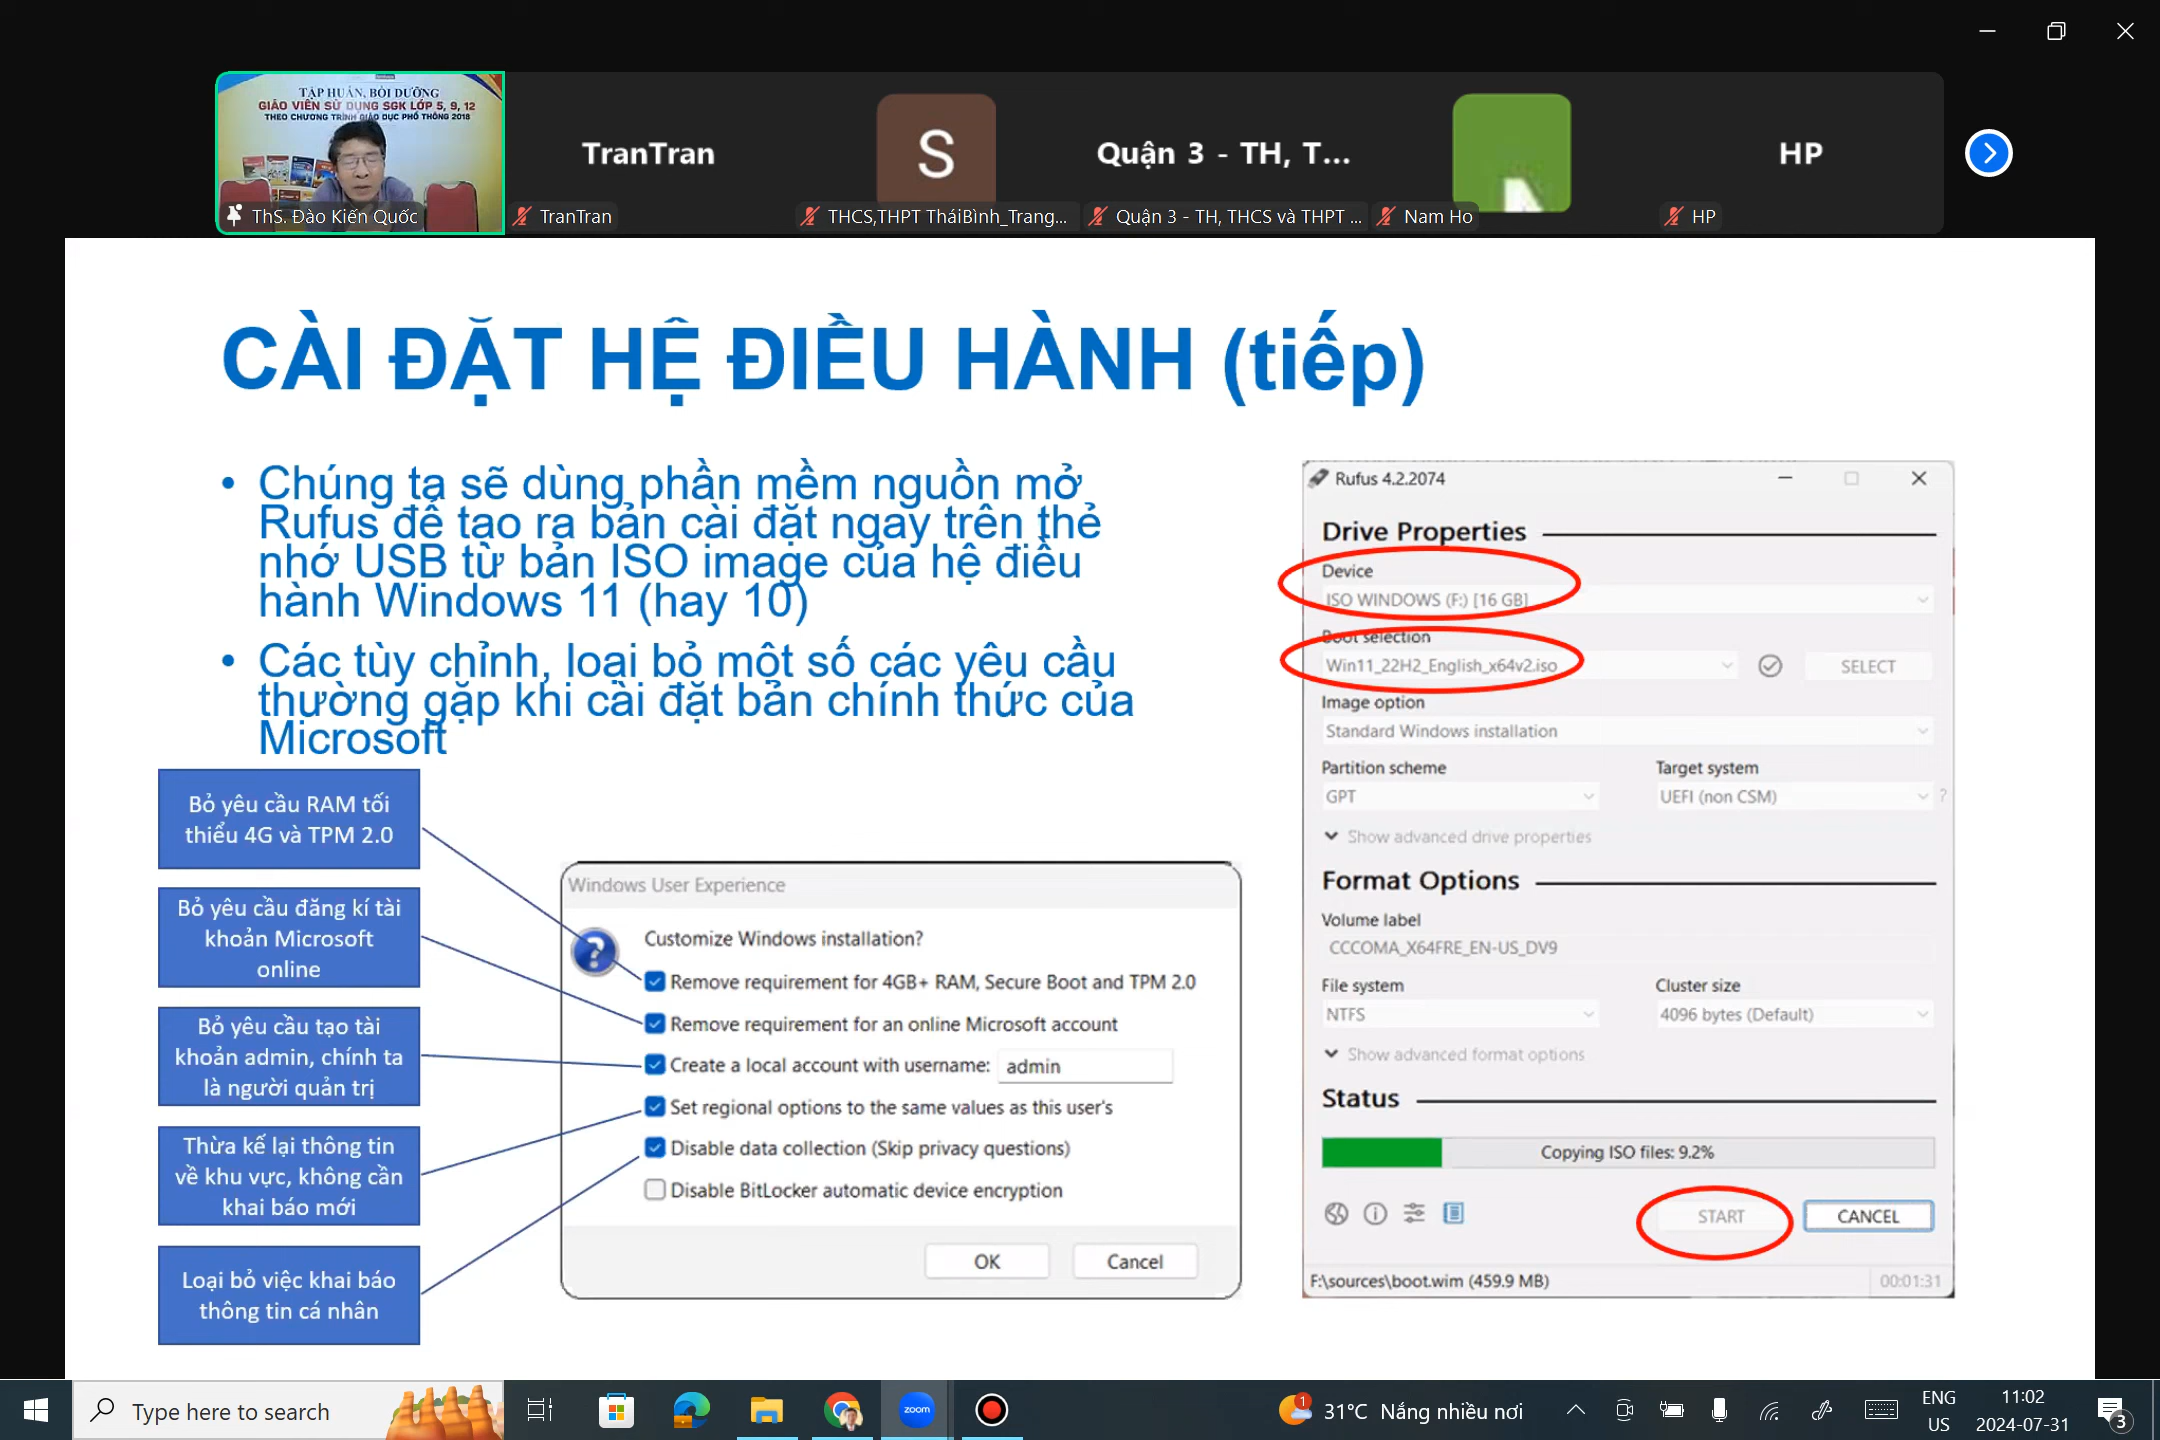 TẬP HUẤN, BỒI DƯỠNG
GIÁO VIÊN SỬ DỤNG SGK LỚP 5, 9, 12
THEO CHƯƠNG TRÌNH GIÁO DỤC PHỔ THÔNG 2018
ThS. Đào Kiến Quốc
TranTran
TranTran
S
THCS,THPT TháiBình_Trang...
Quận 3 - TH, T...
Quận 3 - TH, THCS và THPT ...
Nam Ho
HP
HP
CÀI ĐẶT HỆ ĐIỀU HÀNH (tiếp)
• Chúng ta sẽ dùng phần mềm nguồn mở
Rufus để tạo ra bản cài đặt ngay trên thẻ
nhớ USB từ bản ISO image của hệ điều
hành Windows 11 (hay 10)
• Các tùy chỉnh, loại bỏ một số các yêu cầu
thường gặp khi cài đặt bản chính thức của
Microsoft
Bỏ yêu cầu RAM tối
thiểu 4G và TPM 2.0
Bỏ yêu cầu đăng kí tài
khoản Microsoft
online
Bỏ yêu cầu tạo tài
khoản admin, chính ta
là người quản trị
Thừa kế lại thông tin
về khu vực, không cần
khai báo mới
Loại bỏ việc khai báo
thông tin cá nhân
Windows User Experience
Customize Windows installation?
Remove requirement for 4GB+ RAM, Secure Boot and TPM 2.0
Remove requirement for an online Microsoft account
Create a local account with username: admin
Set regional options to the same values as this user's
Disable data collection (Skip privacy questions)
Disable BitLocker automatic device encryption
OK Cancel
Rufus 4.2.2074
Drive Properties
Device
ISO WINDOWS (F:) [16 GB]
Boot selection
Win11_22H2_English_x64v2.iso SELECT
Image option
Standard Windows installation
Partition scheme Target system
GPT UEFI (non CSM) ?
Show advanced drive properties
Format Options
Volume label
CCCOMA_X64FRE_EN-US_DV9
File system Cluster size
NTFS 4096 bytes (Default)
Show advanced format options
Status
Copying ISO files: 9.2%
START CANCEL
F:\sources\boot.wim (459.9 MB) 00:01:31
Type here to search
zoom
1
31°C Nắng nhiều nơi
ENG
US
11:02
2024-07-31
3